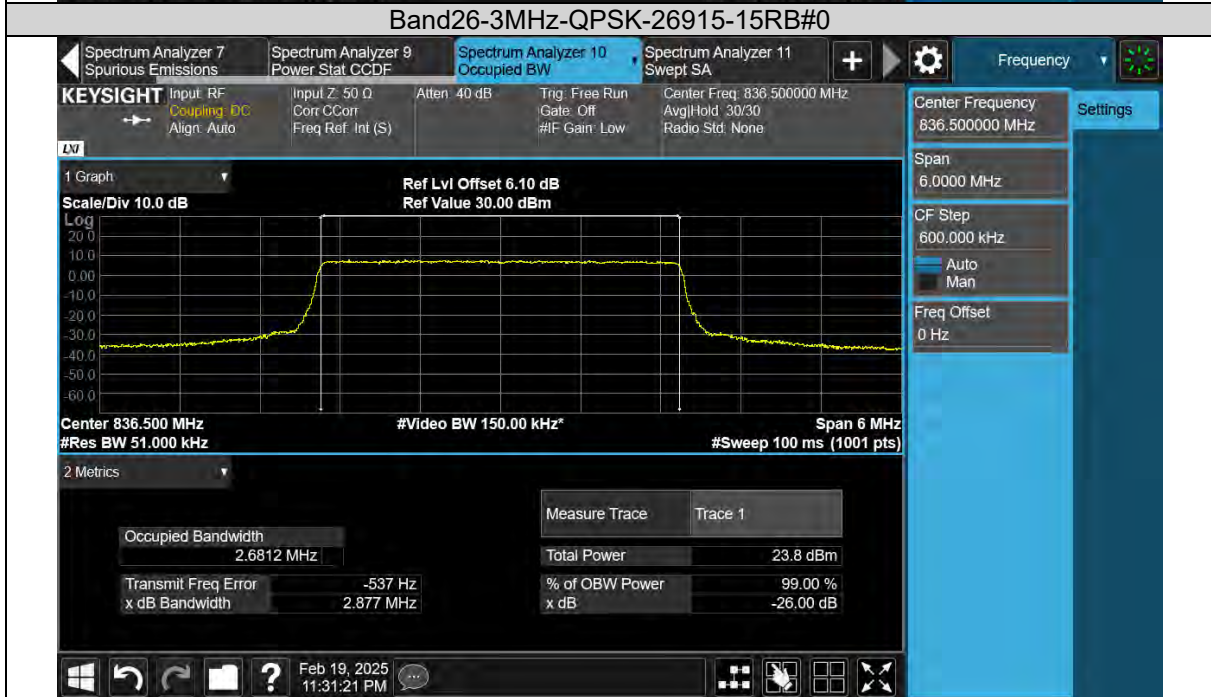 Band26-3MHz-QPSK-26915-15RB#0
Spectrum Analyzer 7
Spurious Emissions
Spectrum Analyzer 9
Power Stat CCDF
Spectrum Analyzer 10
Occupied BW
Spectrum Analyzer 11
Swept SA
Frequency
KEYSIGHT
Input: RF
Coupling: DC
Align: Auto
Input Z: 50 Ω
Corr CCorr
Freq Ref: Int (S)
Atten: 40 dB
Trig: Free Run
Gate: Off
#IF Gain: Low
Center Freq: 836.500000 MHz
Avg|Hold: 30/30
Radio Std: None
LXI
Center Frequency
836.500000 MHz
Settings
Span
6.0000 MHz
CF Step
600.000 kHz
Auto
Man
Freq Offset
0 Hz
1 Graph
Scale/Div 10.0 dB
Ref Lvl Offset 6.10 dB
Ref Value 30.00 dBm
Log
20.0
10.0
0.00
-10.0
-20.0
-30.0
-40.0
-50.0
-60.0
Center 836.500 MHz
#Video BW 150.00 kHz*
Span 6 MHz
#Res BW 51.000 kHz
#Sweep 100 ms (1001 pts)
2 Metrics
Measure Trace
Trace 1
Occupied Bandwidth
2.6812 MHz
Total Power
23.8 dBm
Transmit Freq Error
-537 Hz
% of OBW Power
99.00 %
x dB Bandwidth
2.877 MHz
x dB
-26.00 dB
Feb 19, 2025
11:31:21 PM